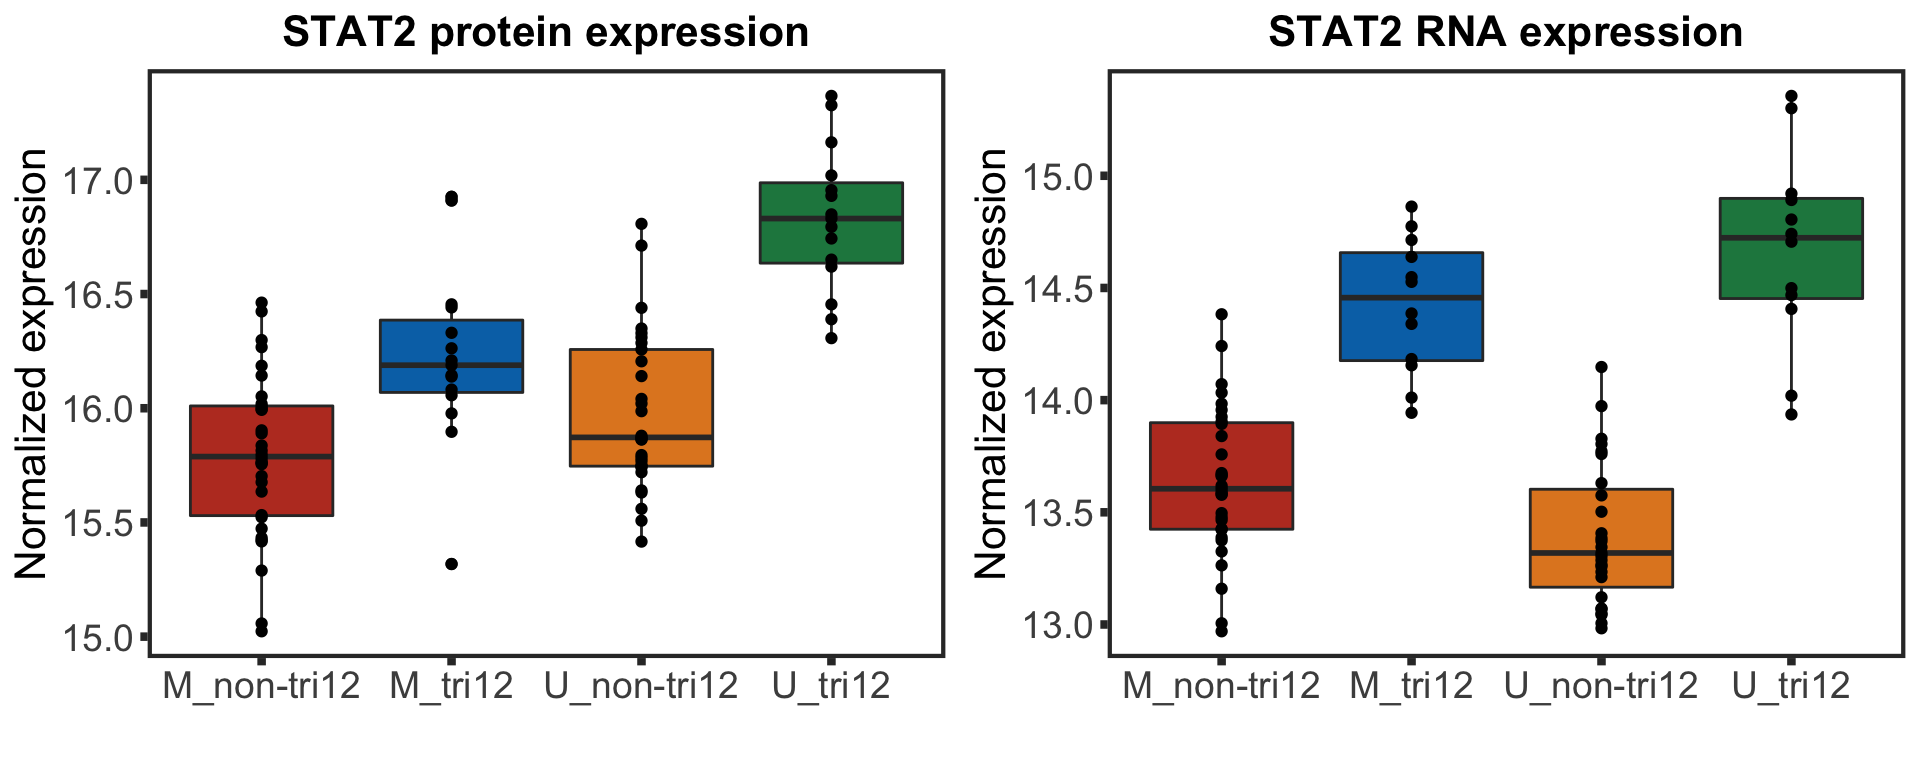 STAT2 protein expression
Normalized expression
17.0
16.5
16.0
15.5
15.0
M_non-tri12 M_tri12 U_non-tri12 U_tri12
STAT2 RNA expression
Normalized expression
15.0
14.5
14.0
13.5
13.0
M_non-tri12 M_tri12 U_non-tri12 U_tri12